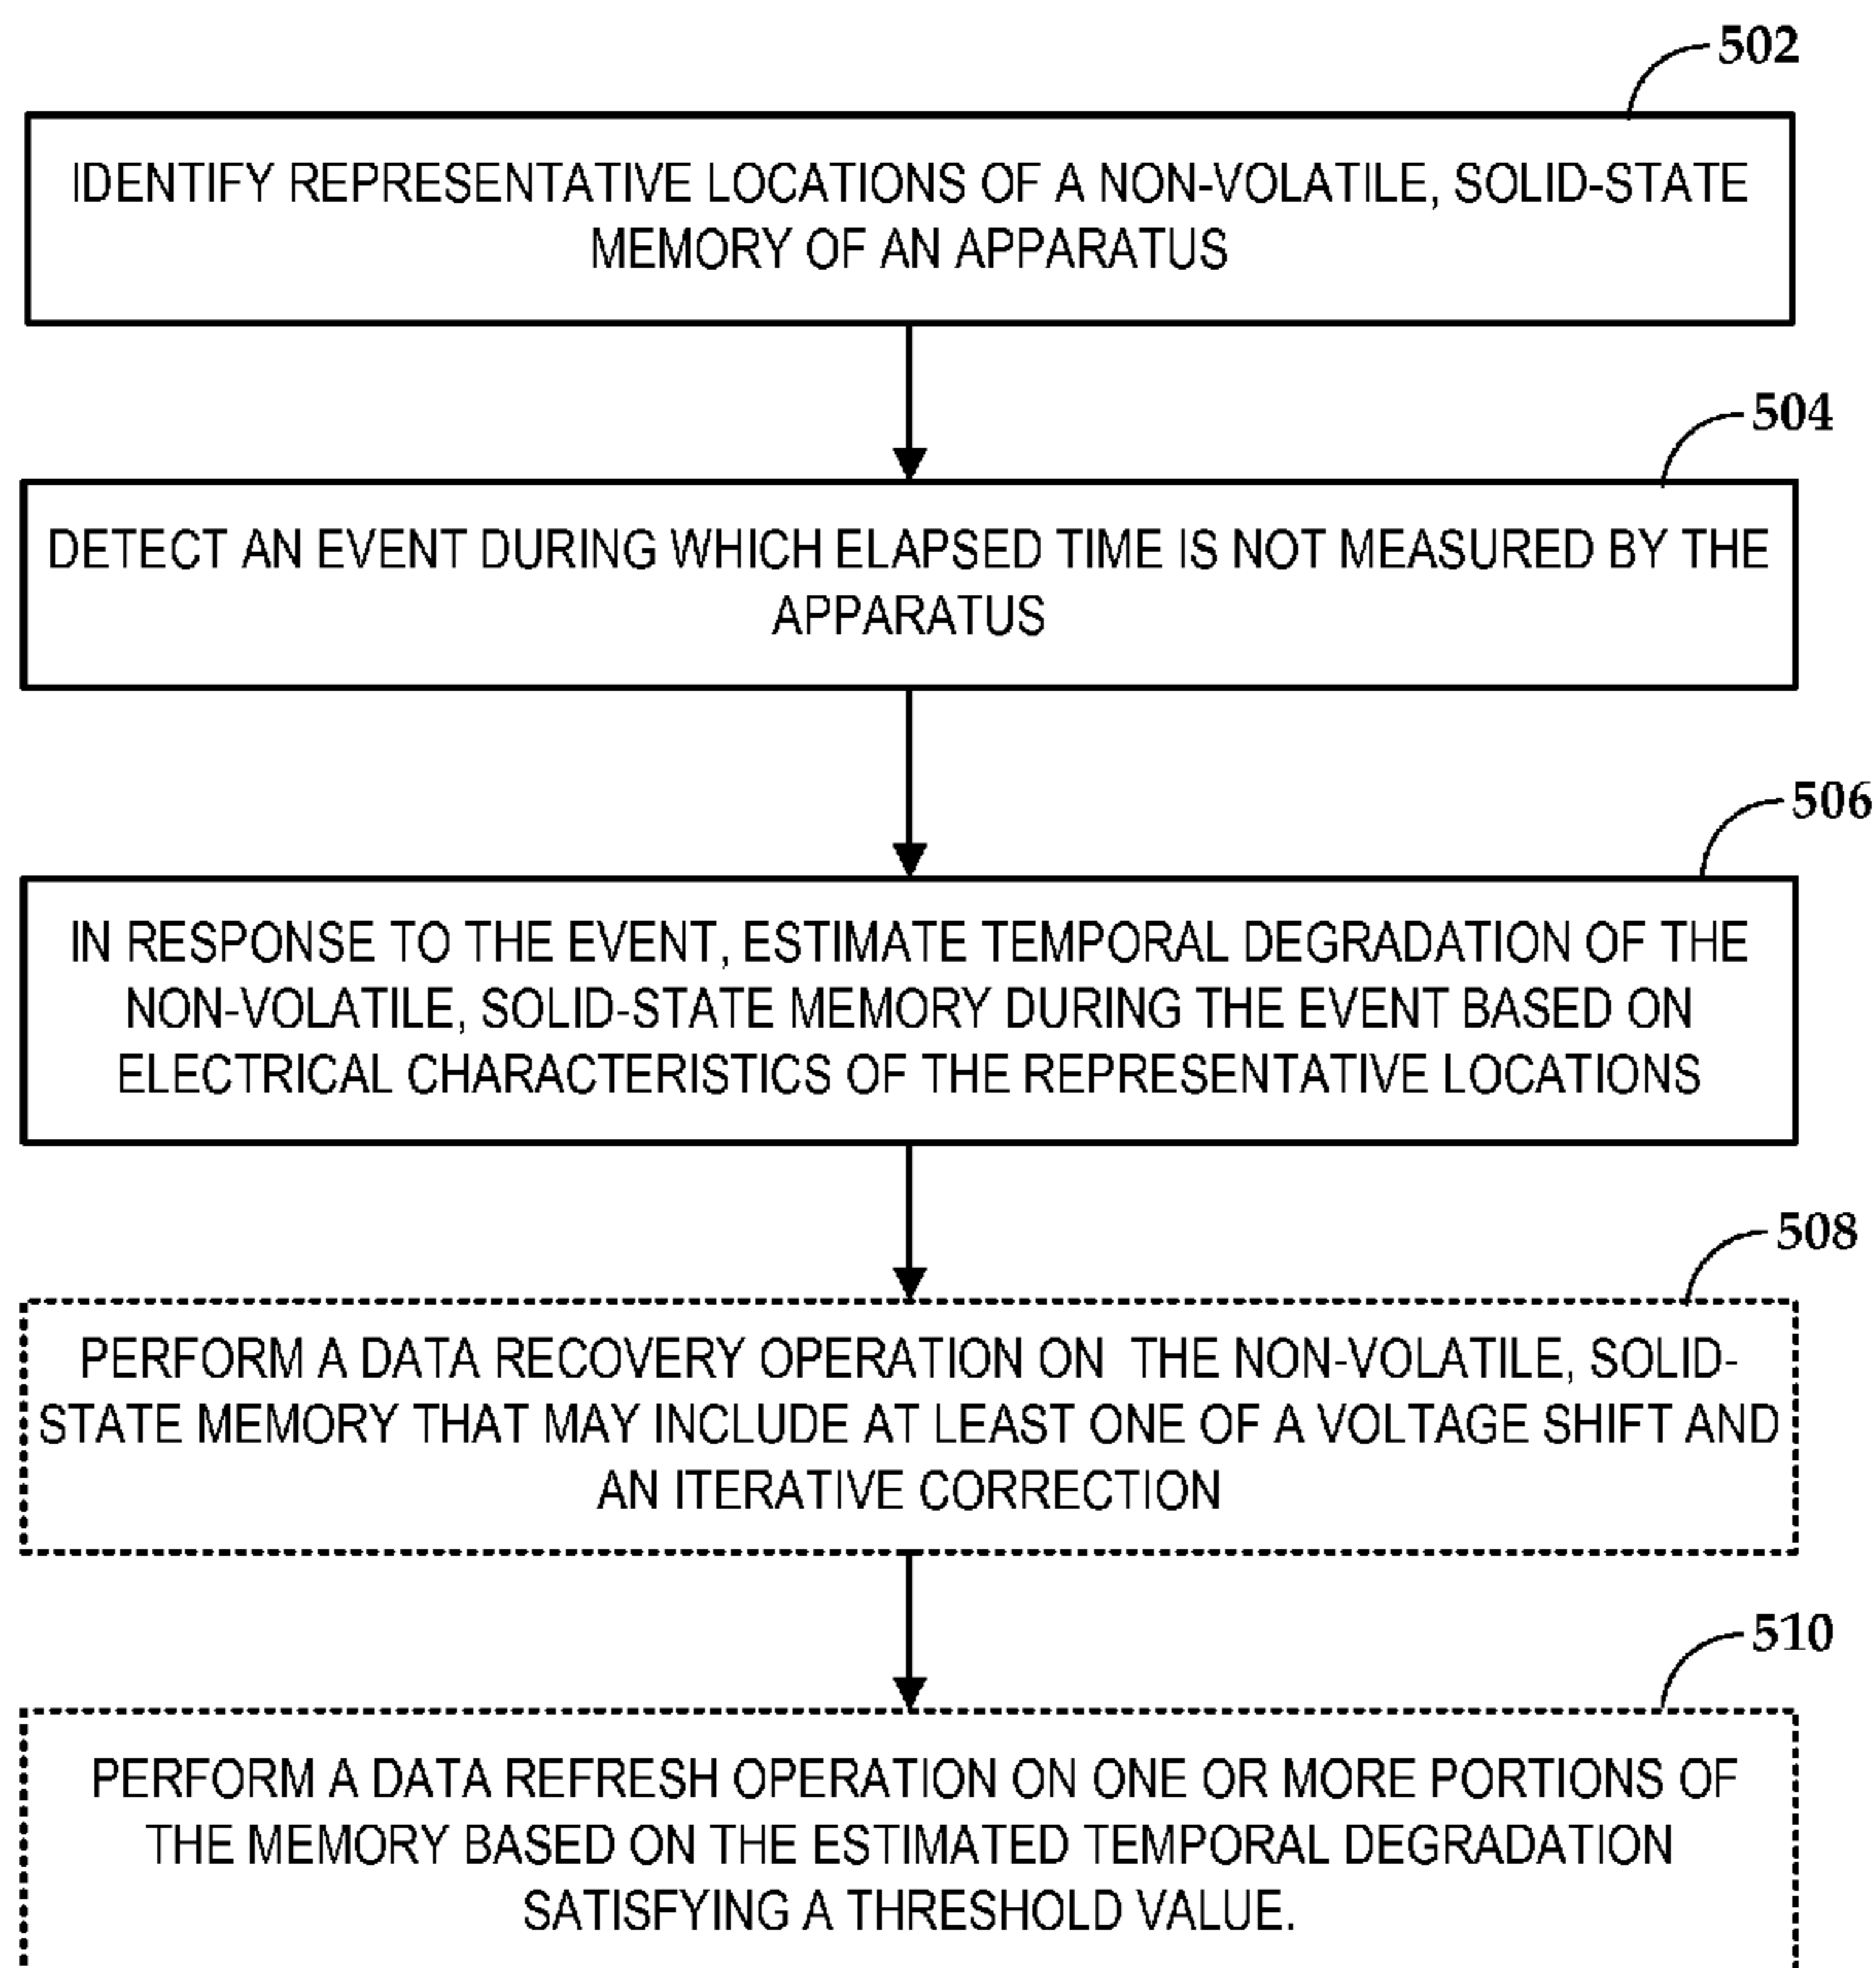 502
IDENTIFY REPRESENTATIVE LOCATIONS OF A NON-VOLATILE, SOLID-STATE
MEMORY OF AN APPARATUS
504
DETECT AN EVENT DURING WHICH ELAPSED TIME IS NOT MEASURED BY THE
APPARATUS
506
IN RESPONSE TO THE EVENT, ESTIMATE TEMPORAL DEGRADATION OF THE
NON-VOLATILE, SOLID-STATE MEMORY DURING THE EVENT BASED ON
ELECTRICAL CHARACTERISTICS OF THE REPRESENTATIVE LOCATIONS
508
PERFORM A DATA RECOVERY OPERATION ON THE NON-VOLATILE, SOLID-
STATE MEMORY THAT MAY INCLUDE AT LEAST ONE OF A VOLTAGE SHIFT AND
AN ITERATIVE CORRECTION
510
PERFORM A DATA REFRESH OPERATION ON ONE OR MORE PORTIONS OF
THE MEMORY BASED ON THE ESTIMATED TEMPORAL DEGRADATION
SATISFYING A THRESHOLD VALUE.